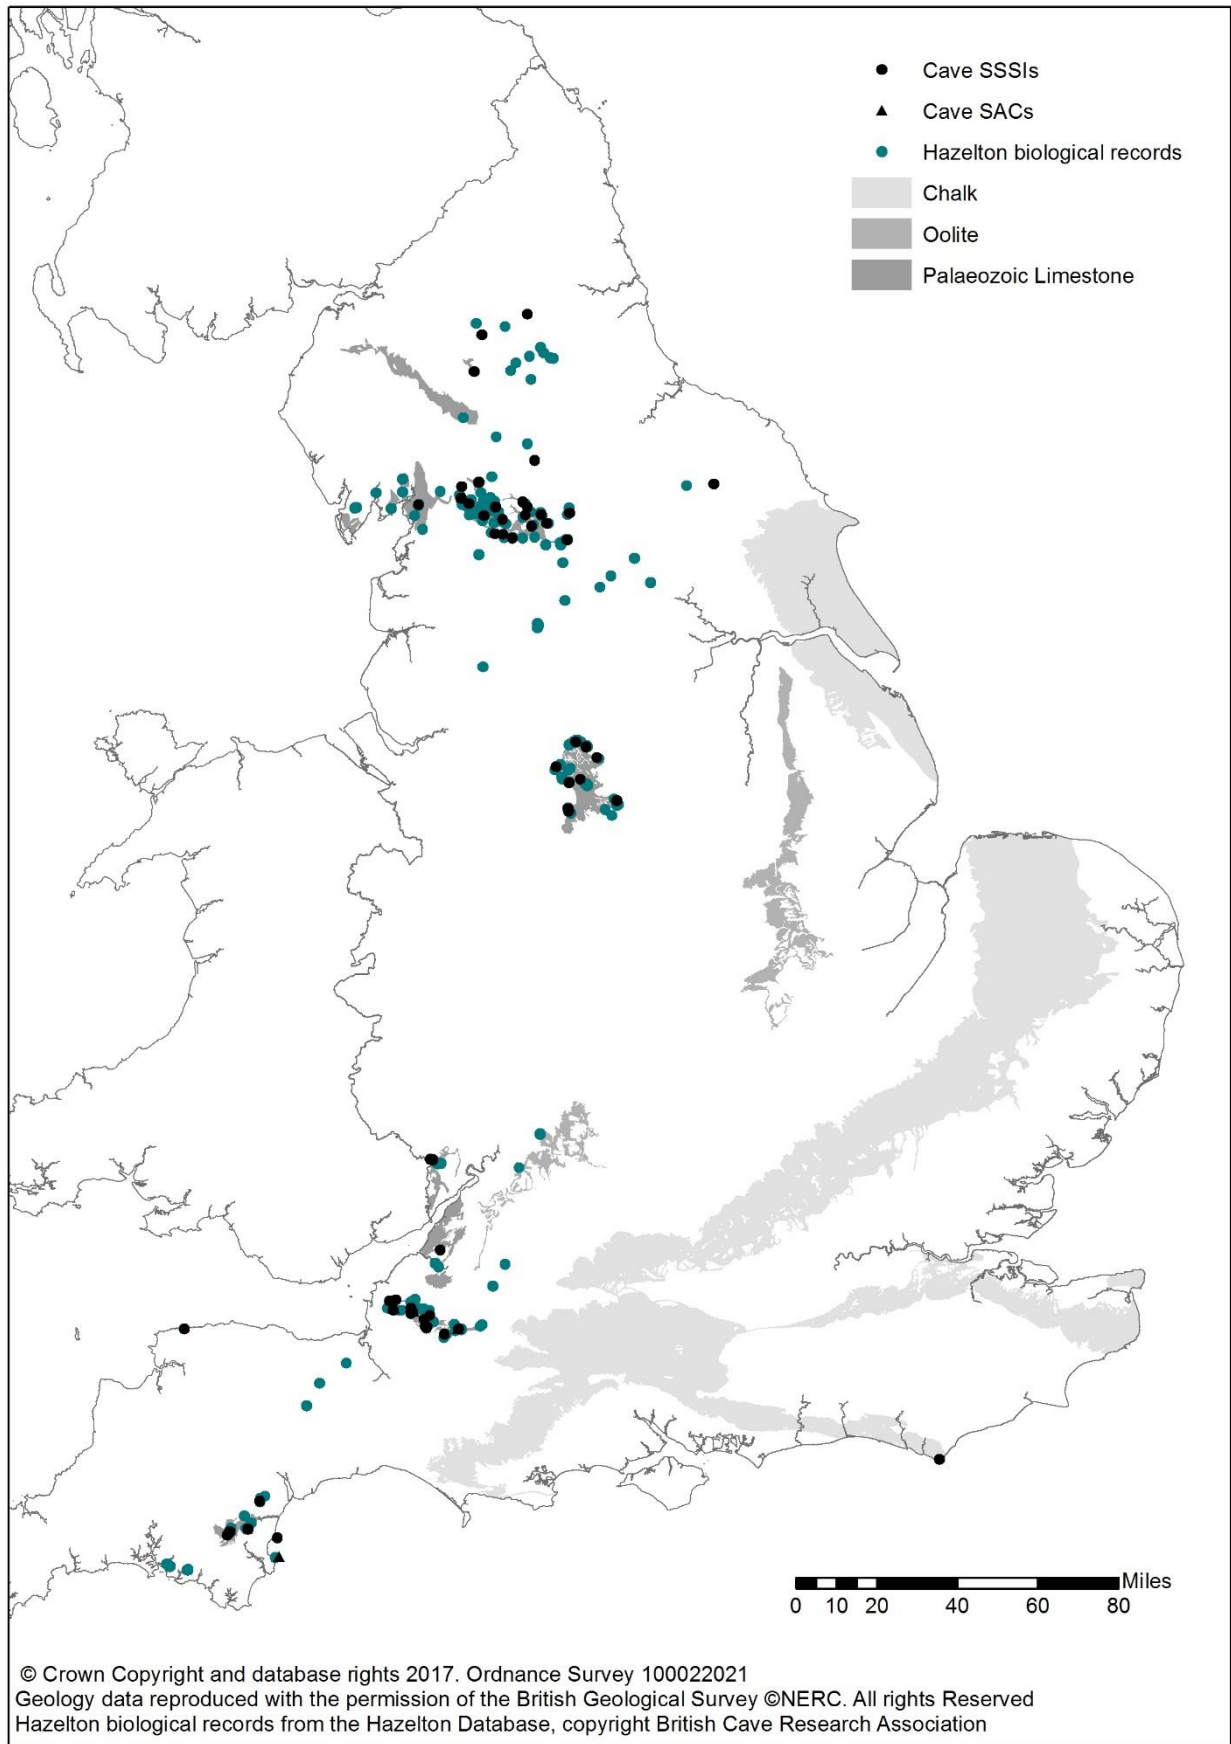 Cave SSSIs
Cave SACs
Hazelton biological records
Chalk
Oolite
Palaeozoic Limestone
Miles
0 10 20 40 60 80
© Crown Copyright and database rights 2017. Ordnance Survey 100022021
Geology data reproduced with the permission of the British Geological Survey ©NERC. All rights Reserved
Hazelton biological records from the Hazelton Database, copyright British Cave Research Association